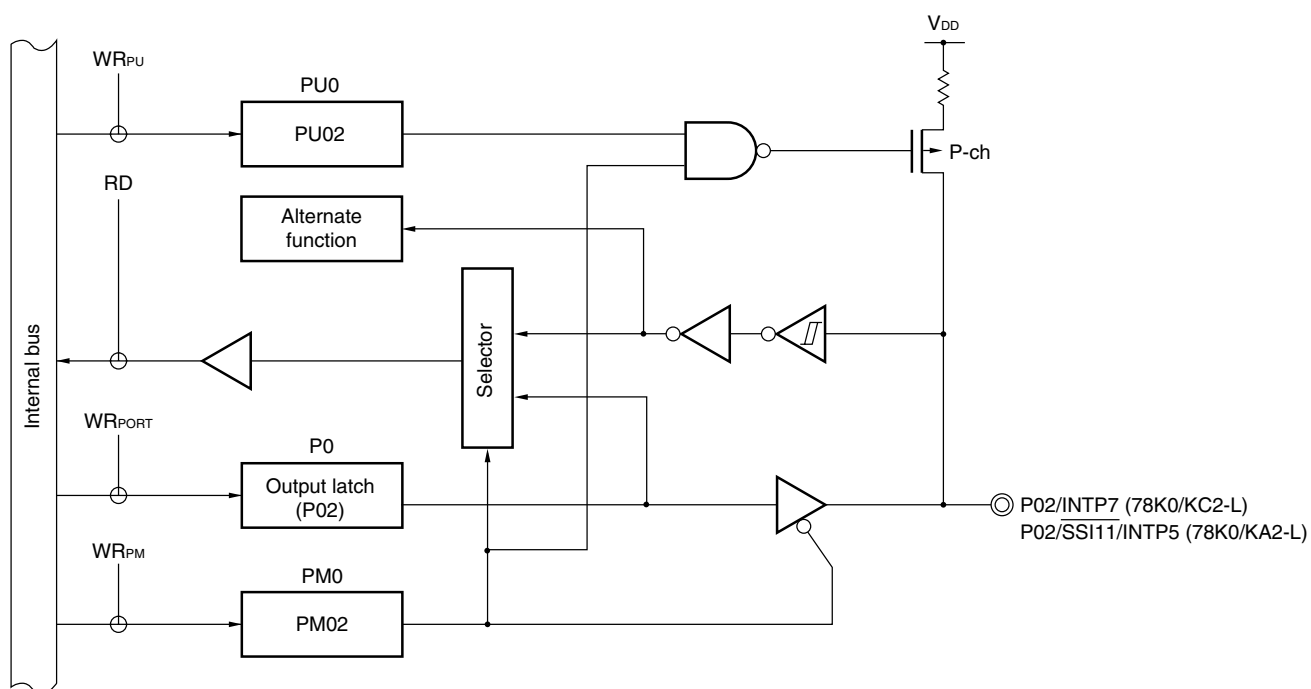 VDD
WRPU
PU0
PU02
P-ch
RD
Alternate
function
Selector
Internal bus
WRPORT
P0
Output latch
(P02)
P02/INTP7 (78K0/KC2-L)
P02/SSI11/INTP5 (78K0/KA2-L)
WRPM
PM0
PM02